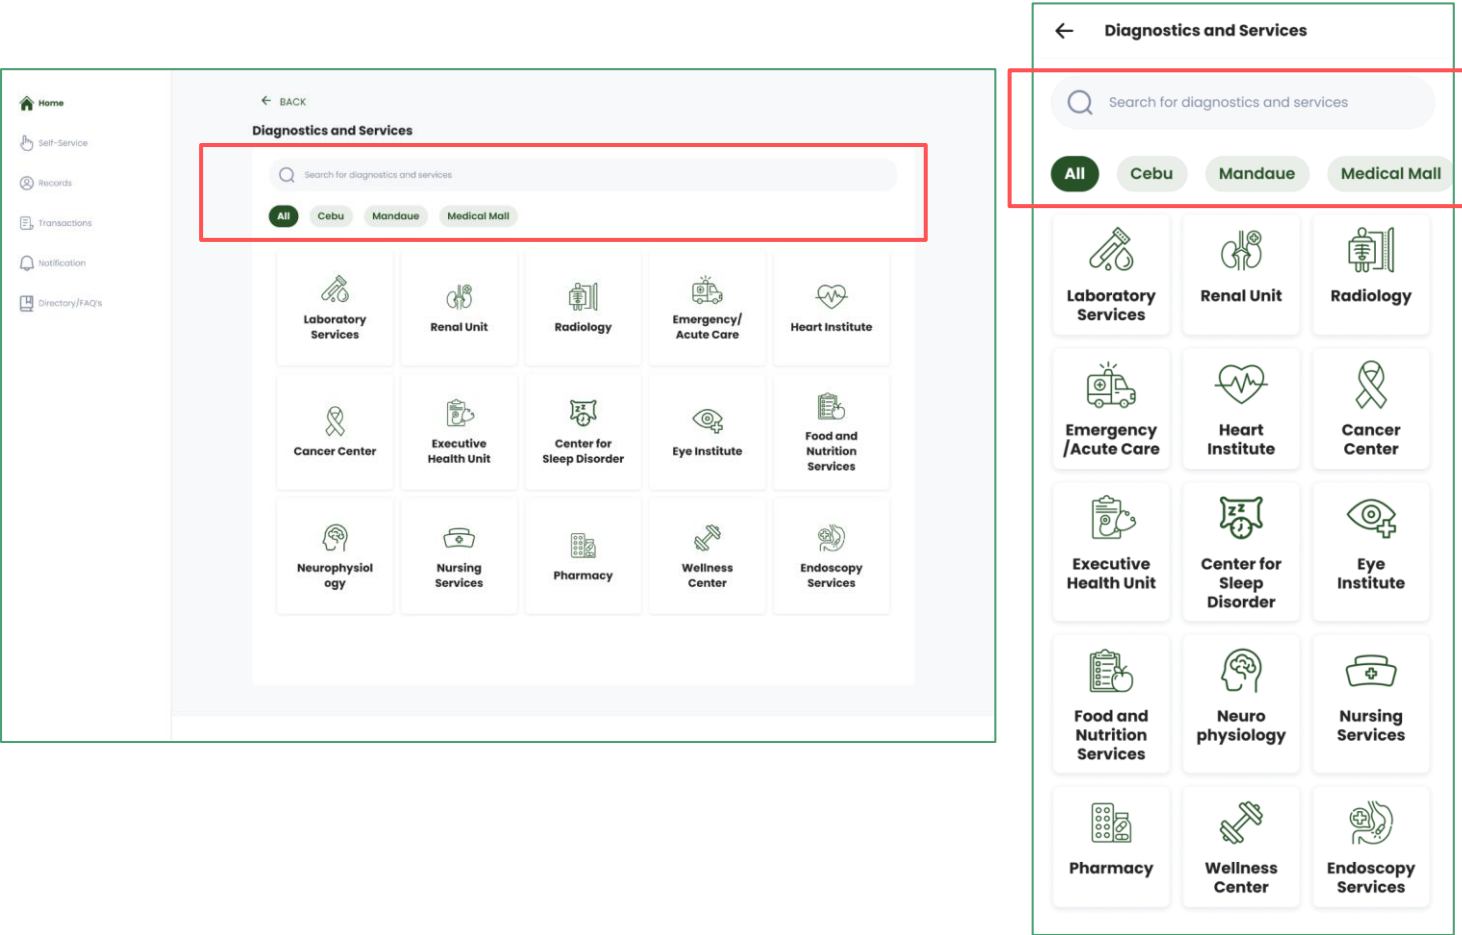 Home
Self-Service
Records
Transactions
Notification
Directory/FAQ's
BACK
Diagnostics and Services
Search for diagnostics and services
All
Cebu
Mandaue
Medical Mall
Laboratory
Services
Renal Unit
Radiology
Emergency/
Acute Care
Heart Institute
Cancer Center
Executive
Health Unit
Center for
Sleep Disorder
Eye Institute
Food and
Nutrition
Services
Neurophysiol
ogy
Nursing
Services
Pharmacy
Wellness
Center
Endoscopy
Services
Diagnostics and Services
Search for diagnostics and services
All
Cebu
Mandaue
Medical Mall
Laboratory
Services
Renal Unit
Radiology
Emergency
/Acute Care
Heart
Institute
Cancer
Center
Executive
Health Unit
Center for
Sleep
Disorder
Eye
Institute
Food and
Nutrition
Services
Neuro
physiology
Nursing
Services
Pharmacy
Wellness
Center
Endoscopy
Services